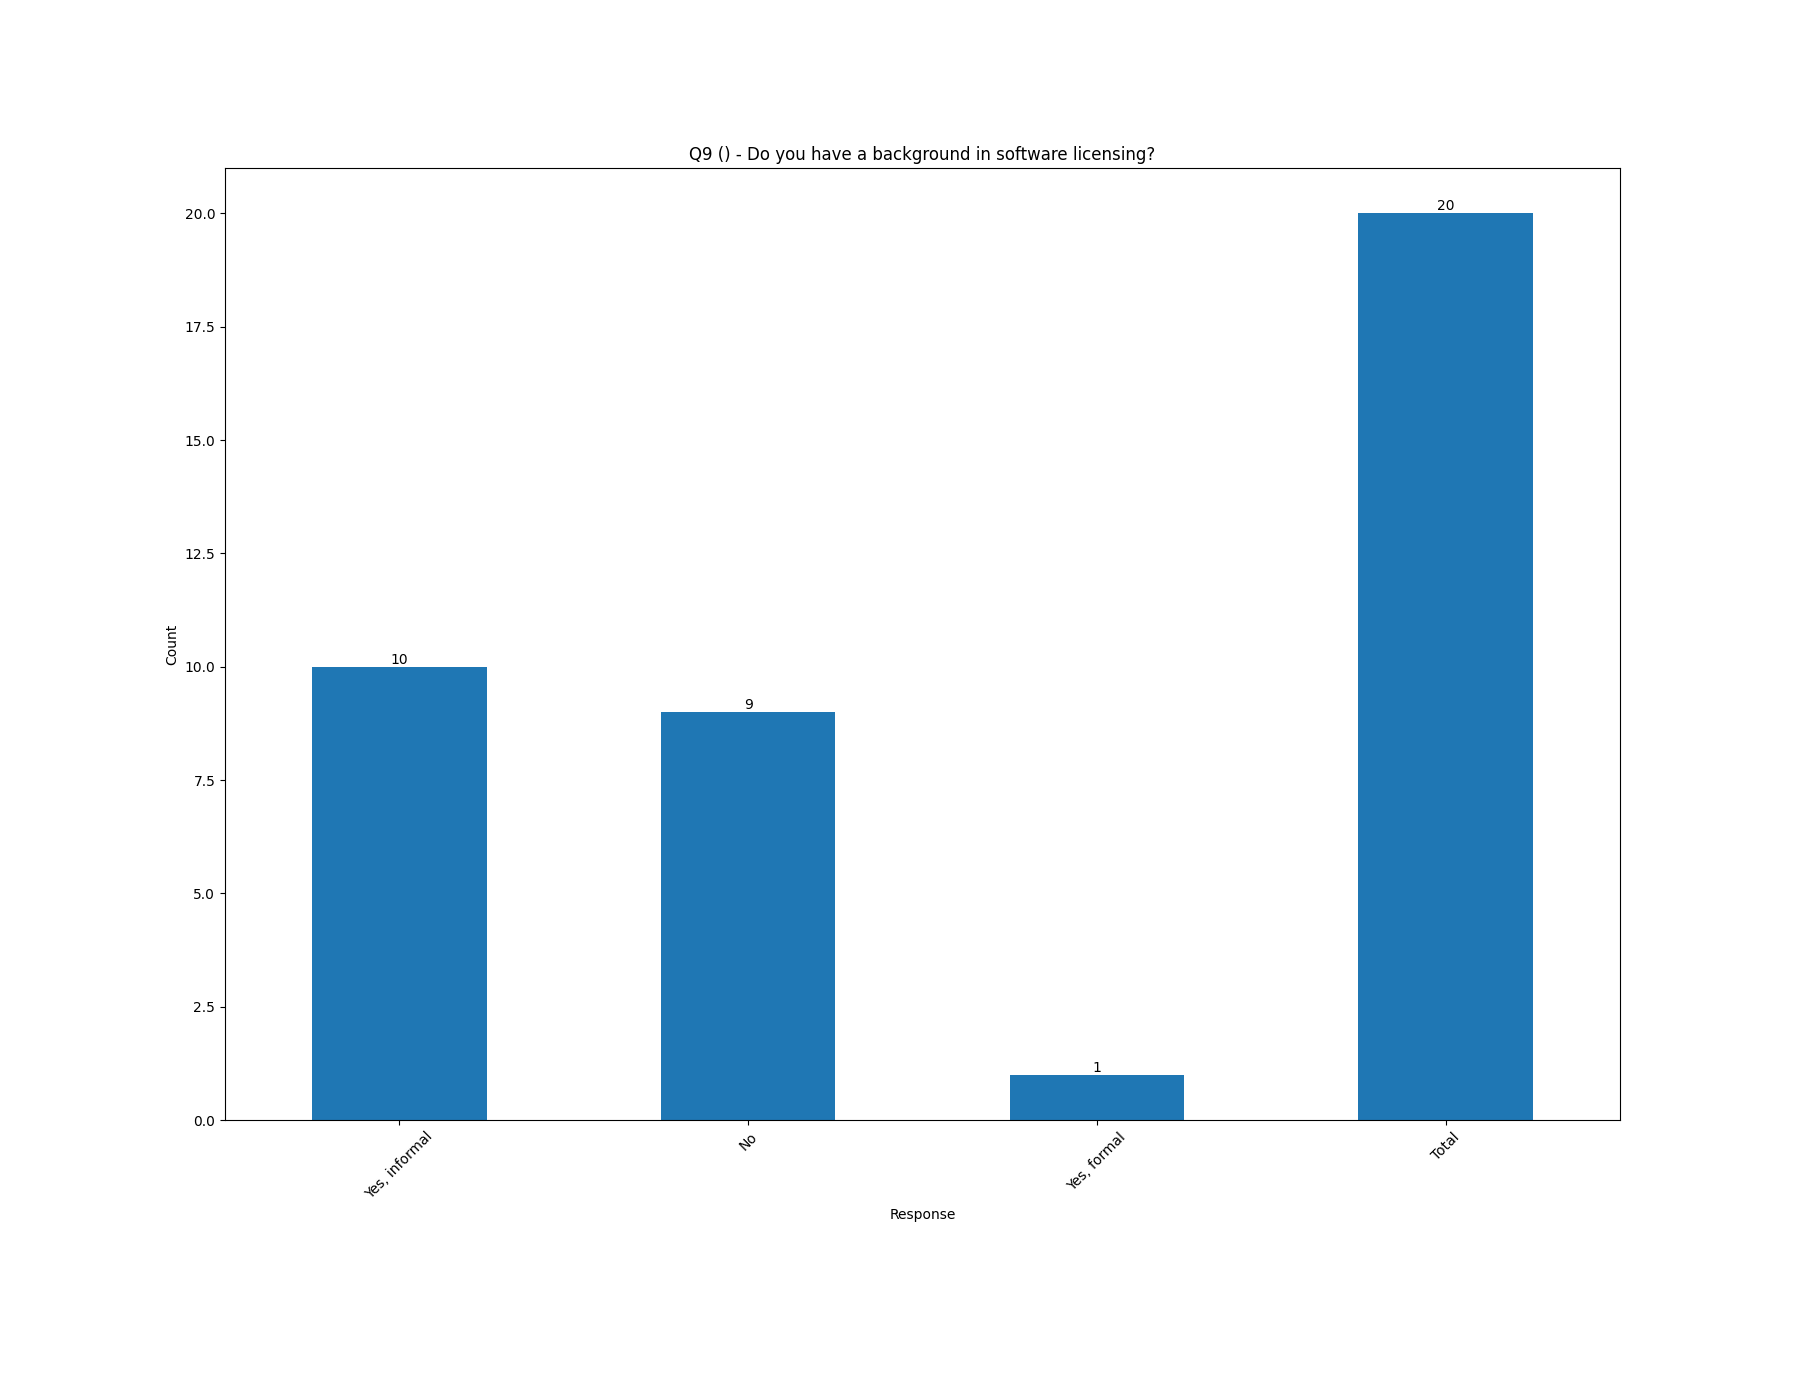 Q9 () - Do you have a background in software licensing?
20.0
17.5
15.0
12.5
10.0
7.5
5.0
2.5
0.0
Count
10
9
1
20
Yes, informal
No
Yes, formal
Total
Response